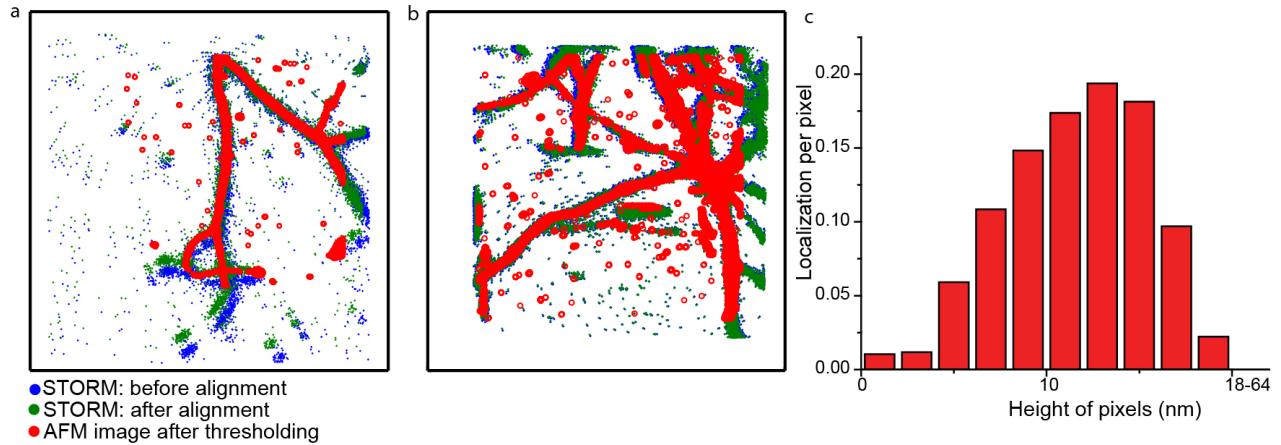 a
b
c
STORM: before alignment
STORM: after alignment
AFM image after thresholding
Localization per pixel
0.20
0.15
0.10
0.05
0.00
0
10
18-64
Height of pixels (nm)